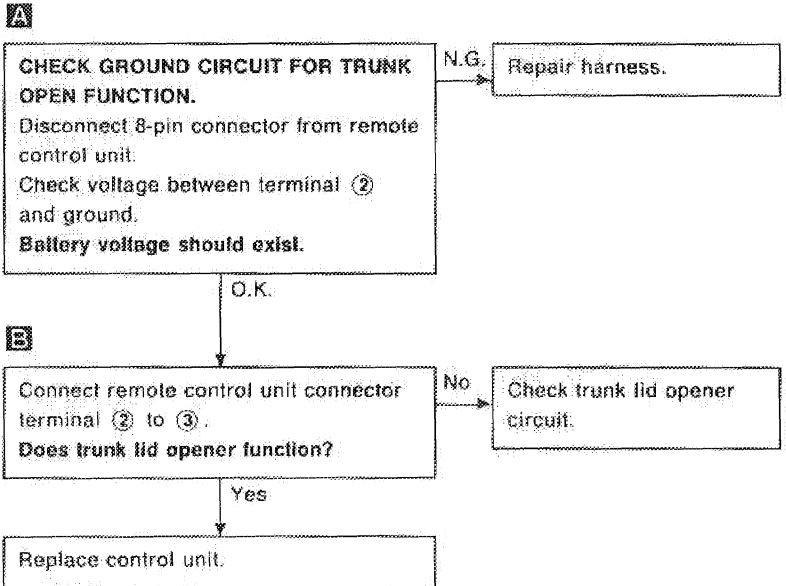 A
CHECK GROUND CIRCUIT FOR TRUNK
OPEN FUNCTION.
Disconnect 8-pin connector from remote
control unit.
Check voltage between terminal ②
and ground.
Battery voltage should exist.
N.G.
Repair harness.
O.K.
B
Connect remote control unit connector
terminal ② to ③.
Does trunk lid opener function?
No
Check trunk lid opener
circuit.
Yes
Replace control unit.